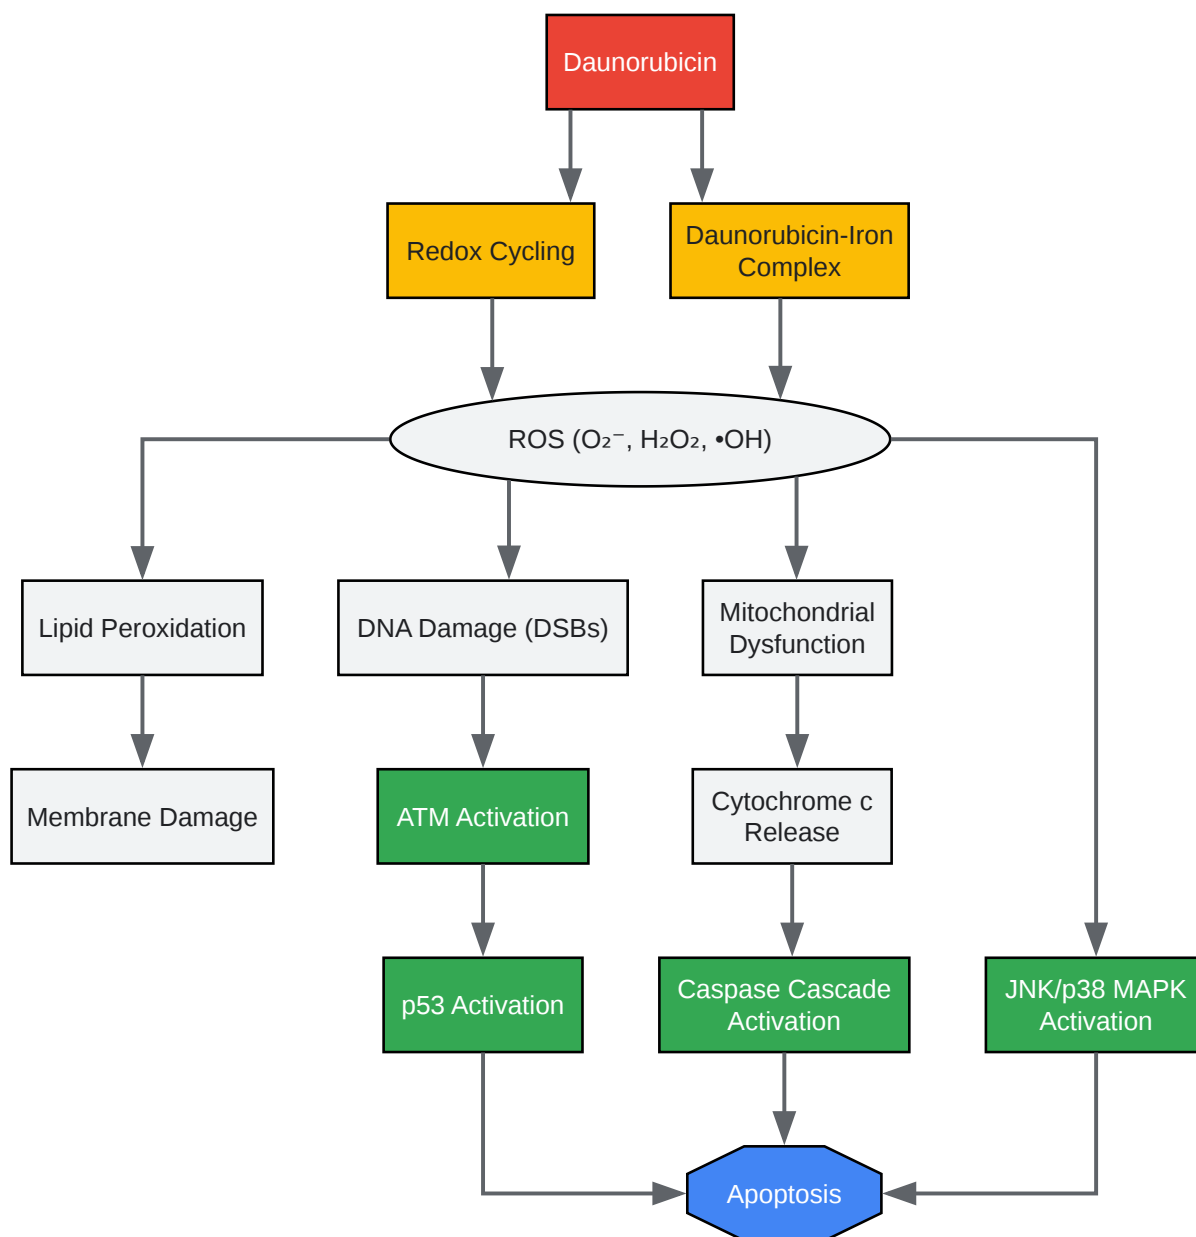 Daunorubicin
Redox Cycling
Daunorubicin-Iron
Complex
ROS (O₂⁻, H₂O₂, •OH)
Lipid Peroxidation
DNA Damage (DSBs)
Mitochondrial
Dysfunction
Membrane Damage
ATM Activation
Cytochrome c
Release
p53 Activation
Caspase Cascade
Activation
JNK/p38 MAPK
Activation
Apoptosis